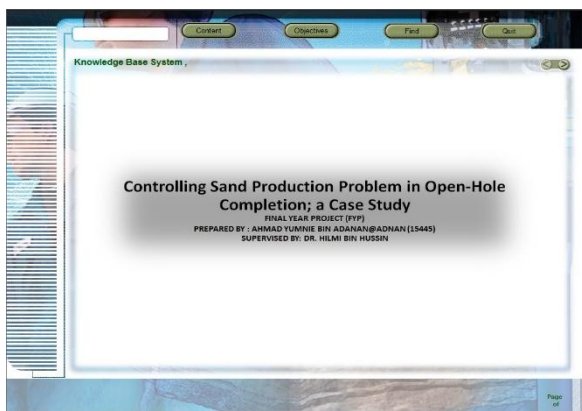 Content Objectives Find Quit
Knowledge Base System ,
Controlling Sand Production Problem in Open-Hole
Completion; a Case Study
FINAL YEAR PROJECT (FYP)
PREPARED BY : AHMAD YUMNIE BIN ADANAN@ADNAN (15445)
SUPERVISED BY: DR. HILMI BIN HUSSIN
Page
of